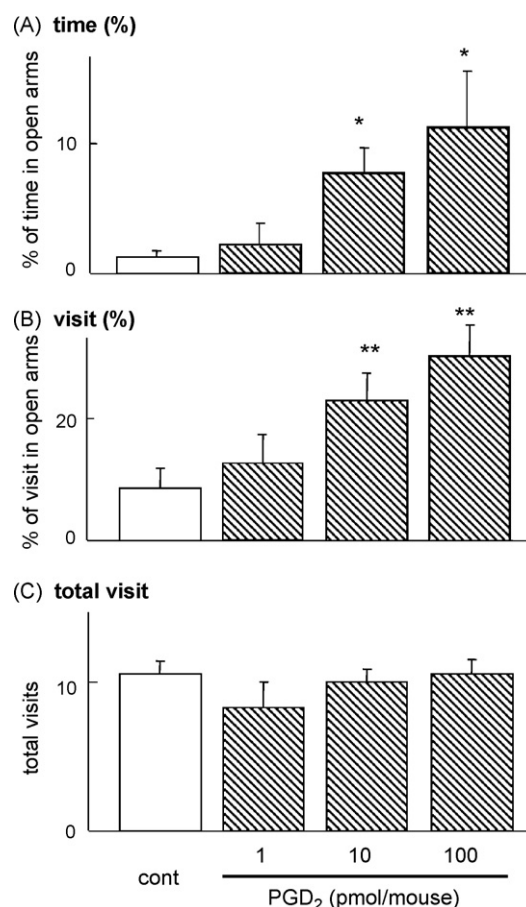 (A) time (%)
% of time in open arms
10
0
*
*
(B) visit (%)
% of visit in open arms
20
0
**
**
(C) total visit
total visits
10
0
cont
1 10 100
PGD₂ (pmol/mouse)